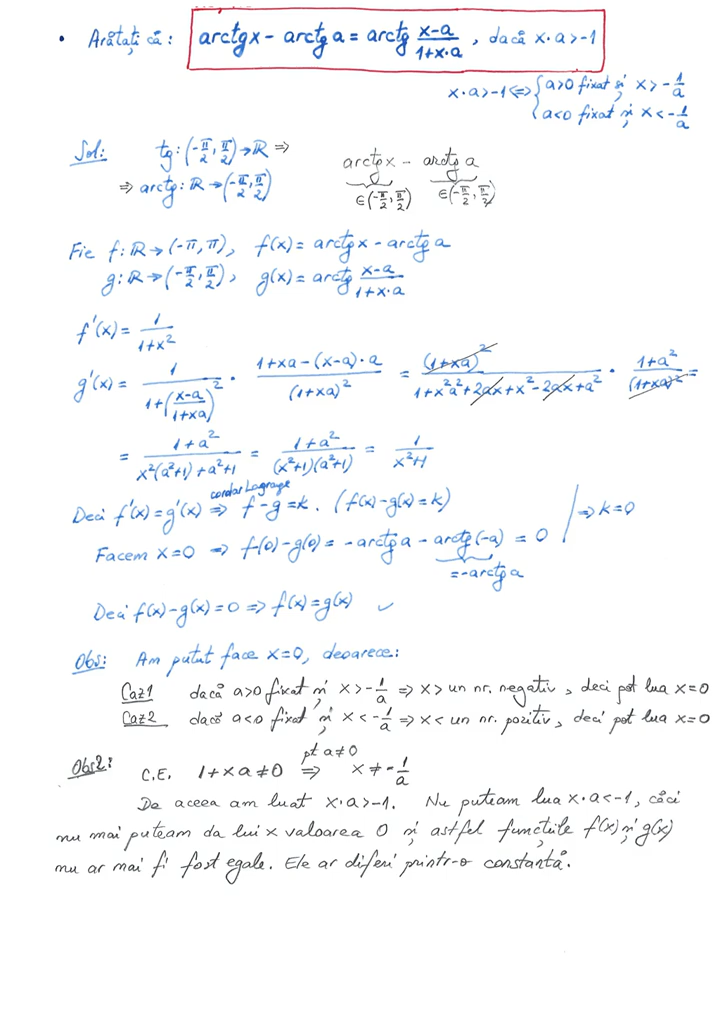 • Arătați că: arctg x - arctg a = arctg (x-a)/(1+x·a), dacă x·a>-1
x·a>-1 ⇔ { a>0 fixat și x>-1/a
a<0 fixat și x<-1/a
Sol: tg: (-π/2, π/2) → ℝ ⇒
⇒ arctg: ℝ → (-π/2, π/2)
arctg x - arctg a
∈(-π/2, π/2) ∈(-π/2, π/2)
Fie f: ℝ → (-π, π), f(x) = arctg x - arctg a
g: ℝ → (-π/2, π/2), g(x) = arctg (x-a)/(1+x·a)
f'(x) = 1/(1+x²)
g'(x) = 1/(1+((x-a)/(1+xa))²) · (1+xa-(x-a)·a)/(1+xa)² = (1+xa)²/(1+x²a²+2ax+x²-2ax+a²) · (1+a²)/(1+xa)² =
= (1+a²)/(x²(a²+1)+a²+1) = (1+a²)/((x²+1)(a²+1)) = 1/(x²+1)
Deci f'(x) = g'(x) ⇒ (corolar Lagrange) f-g=k. (f(x)-g(x)=k)
Facem x=0 ⇒ f(0)-g(0) = -arctg a - arctg(-a) = 0 ⇒ k=0
=-arctg a
Deci f(x)-g(x)=0 ⇒ f(x)=g(x) ✓
Obs: Am putut face x=0, deoarece:
Caz1 dacă a>0 fixat și x>-1/a ⇒ x> un nr. negativ, deci pot lua x=0
Caz2 dacă a<0 fixat și x<-1/a ⇒ x< un nr. pozitiv, deci pot lua x=0
Obs2: C.E. 1+xa≠0 ⇒ (pt a≠0) x≠-1/a
De aceea am luat x·a>-1. Nu puteam lua x·a<-1, căci
nu mai puteam da lui x valoarea 0 și astfel funcțiile f(x) și g(x)
nu ar mai fi fost egale. Ele ar diferi printr-o constantă.